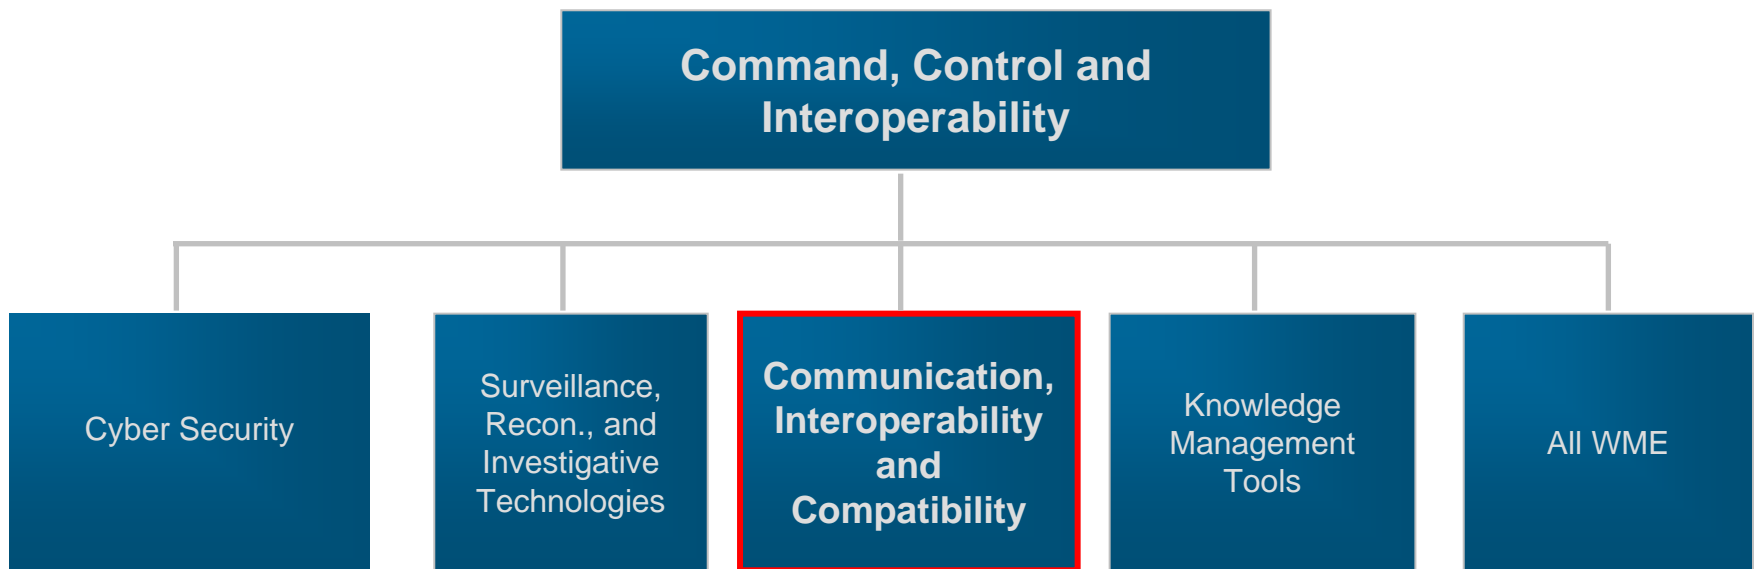 Command, Control and
Interoperability
Cyber Security
Surveillance,
Recon., and
Investigative
Technologies
Communication,
Interoperability
and
Compatibility
Knowledge
Management
Tools
All WME